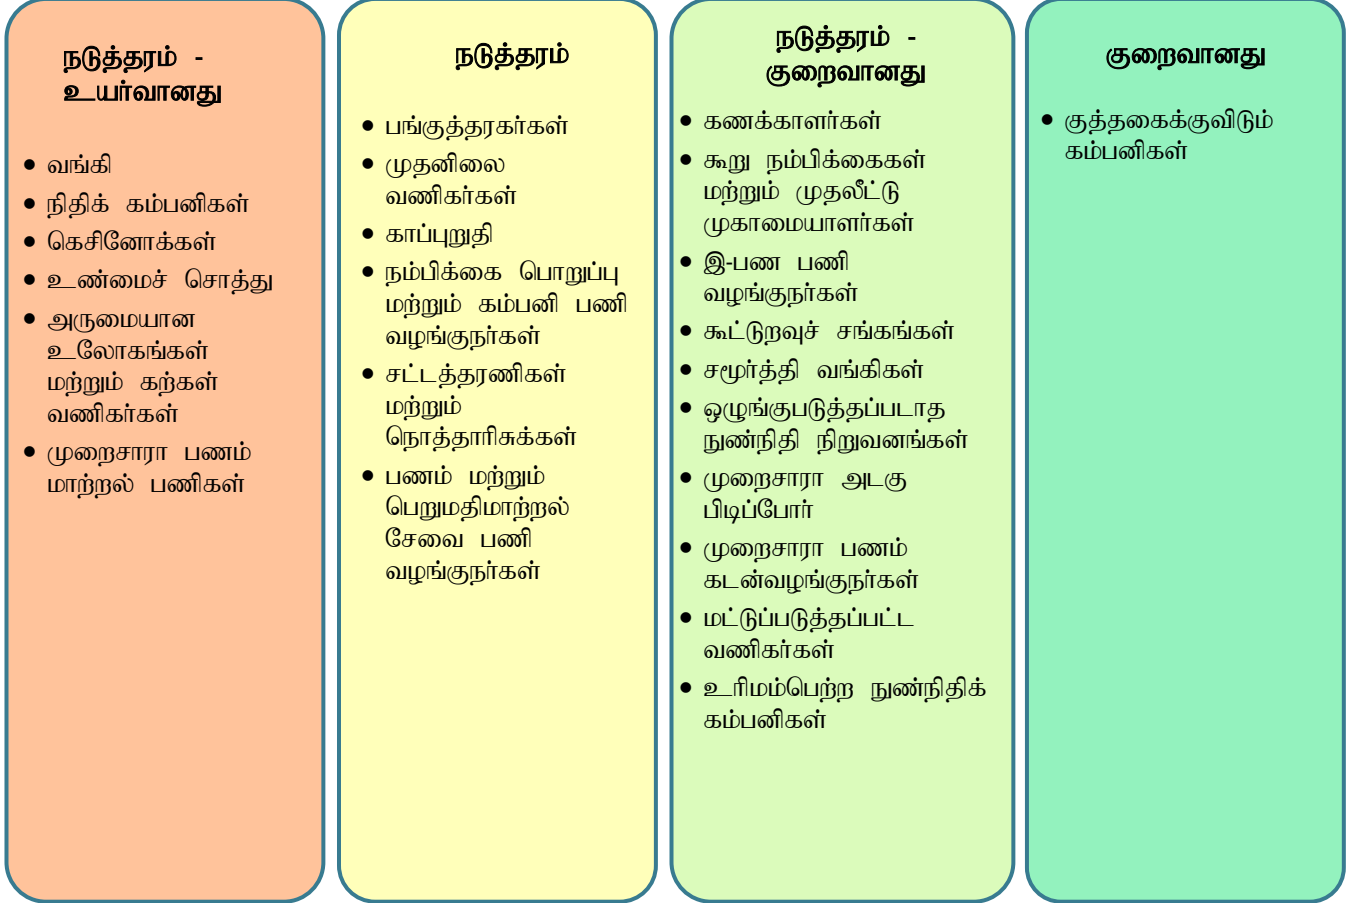 நடுத்தரம் -
உயர்வானது
• வங்கி
• நிதிக் கம்பனிகள்
• கெசினோக்கள்
• உண்மைச் சொத்து
• அருமையான
உலோகங்கள்
மற்றும் கற்கள்
வணிகர்கள்
• முறைசாரா பணம்
மாற்றல் பணிகள்
நடுத்தரம்
• பங்குத்தரகர்கள்
• முதனிலை
வணிகர்கள்
• காப்புறுதி
• நம்பிக்கை பொறுப்பு
மற்றும் கம்பனி பணி
வழங்குநர்கள்
• சட்டத்தரணிகள்
மற்றும்
நொத்தாரிசுக்கள்
• பணம் மற்றும்
பெறுமதிமாற்றல்
சேவை பணி
வழங்குநர்கள்
நடுத்தரம் -
குறைவானது
• கணக்காளர்கள்
• கூறு நம்பிக்கைகள்
மற்றும் முதலீட்டு
முகாமையாளர்கள்
• இ-பண பணி
வழங்குநர்கள்
• கூட்டுறவுச் சங்கங்கள்
• சமூர்த்தி வங்கிகள்
• ஒழுங்குபடுத்தப்படாத
நுண்நிதி நிறுவனங்கள்
• முறைசாரா அடகு
பிடிப்போர்
• முறைசாரா பணம்
கடன்வழங்குநர்கள்
• மட்டுப்படுத்தப்பட்ட
வணிகர்கள்
• உரிமம்பெற்ற நுண்நிதிக்
கம்பனிகள்
குறைவானது
• குத்தகைக்குவிடும்
கம்பனிகள்